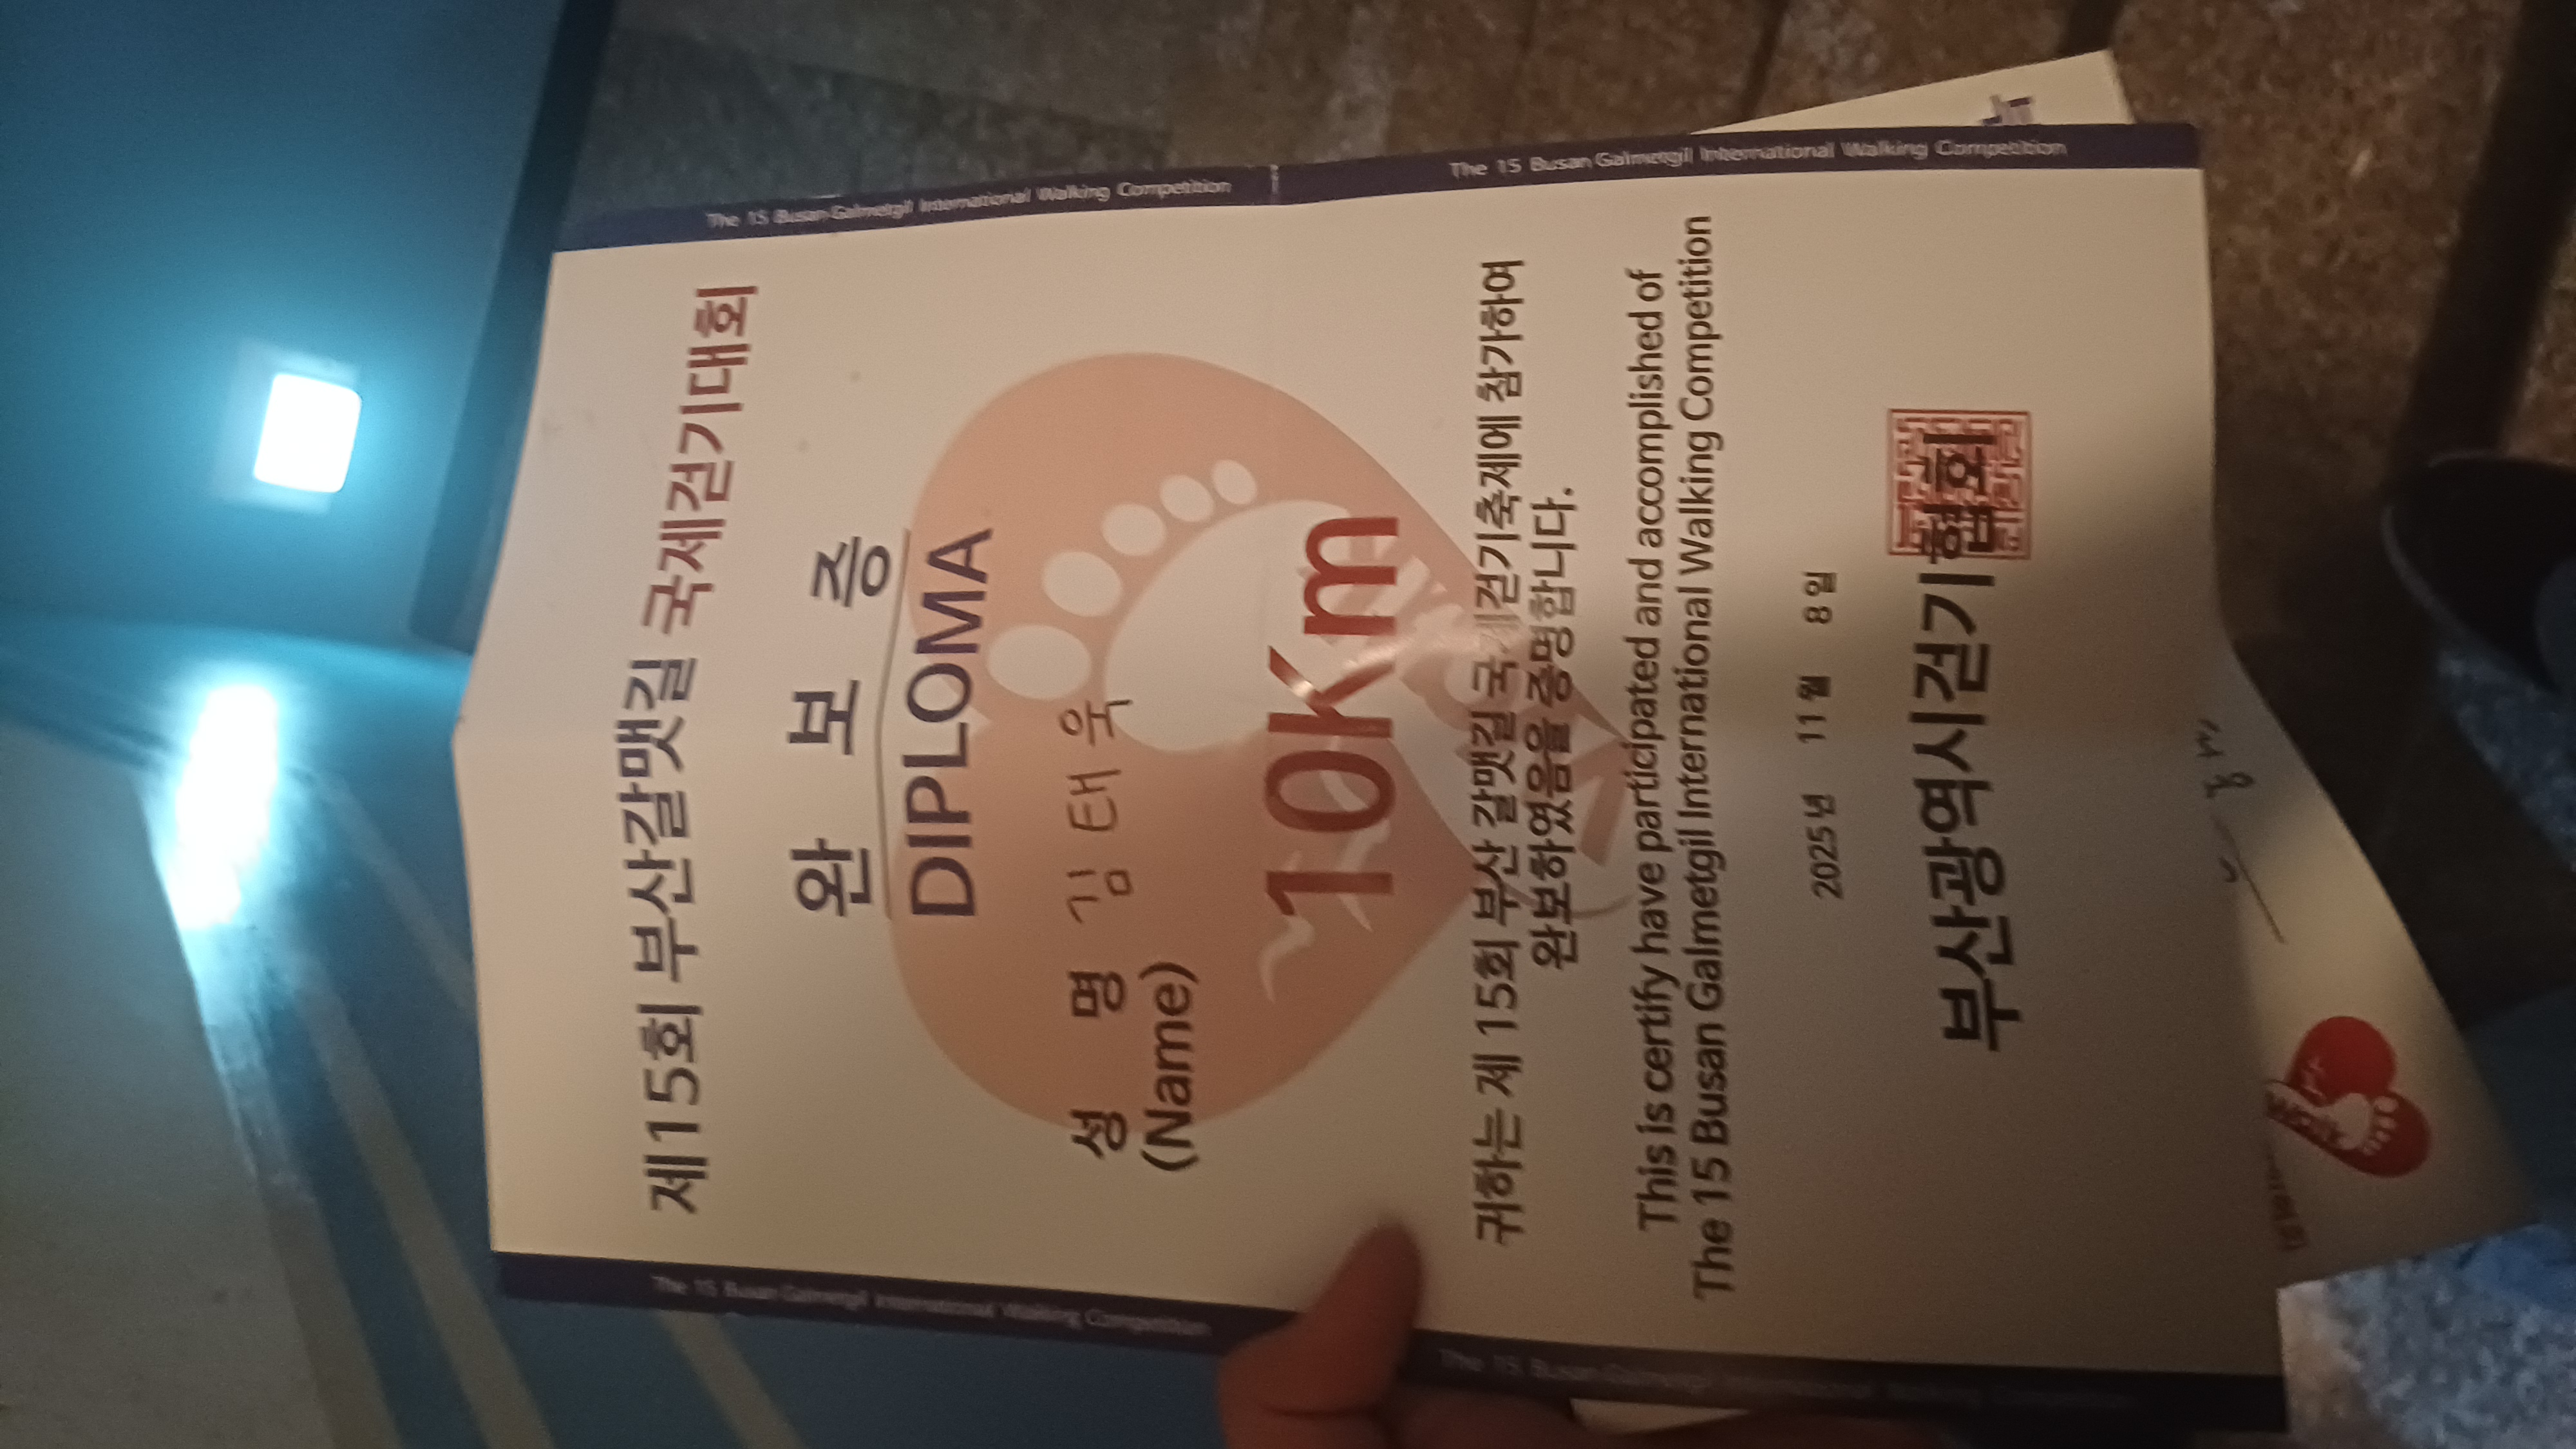 The 15 Busan Galmetgil International Walking Competition
The 15 Busan Galmetgil International Walking Competition
제15회 부산갈맷길 국제걷기대회
완 보 증
DIPLOMA
성 명 김태욱
(Name)
10Km
귀하는 제 15회 부산 갈맷길 국제걷기축제에 참가하여
완보하였음을 증명합니다.
This is certify have participated and accomplished of
The 15 Busan Galmetgil International Walking Competition
2025년 11월 8일
부산광역시걷기협회
The 15 Busan Galmetgil International Walking Competition
The 15 Busan Galmetgil International Walking